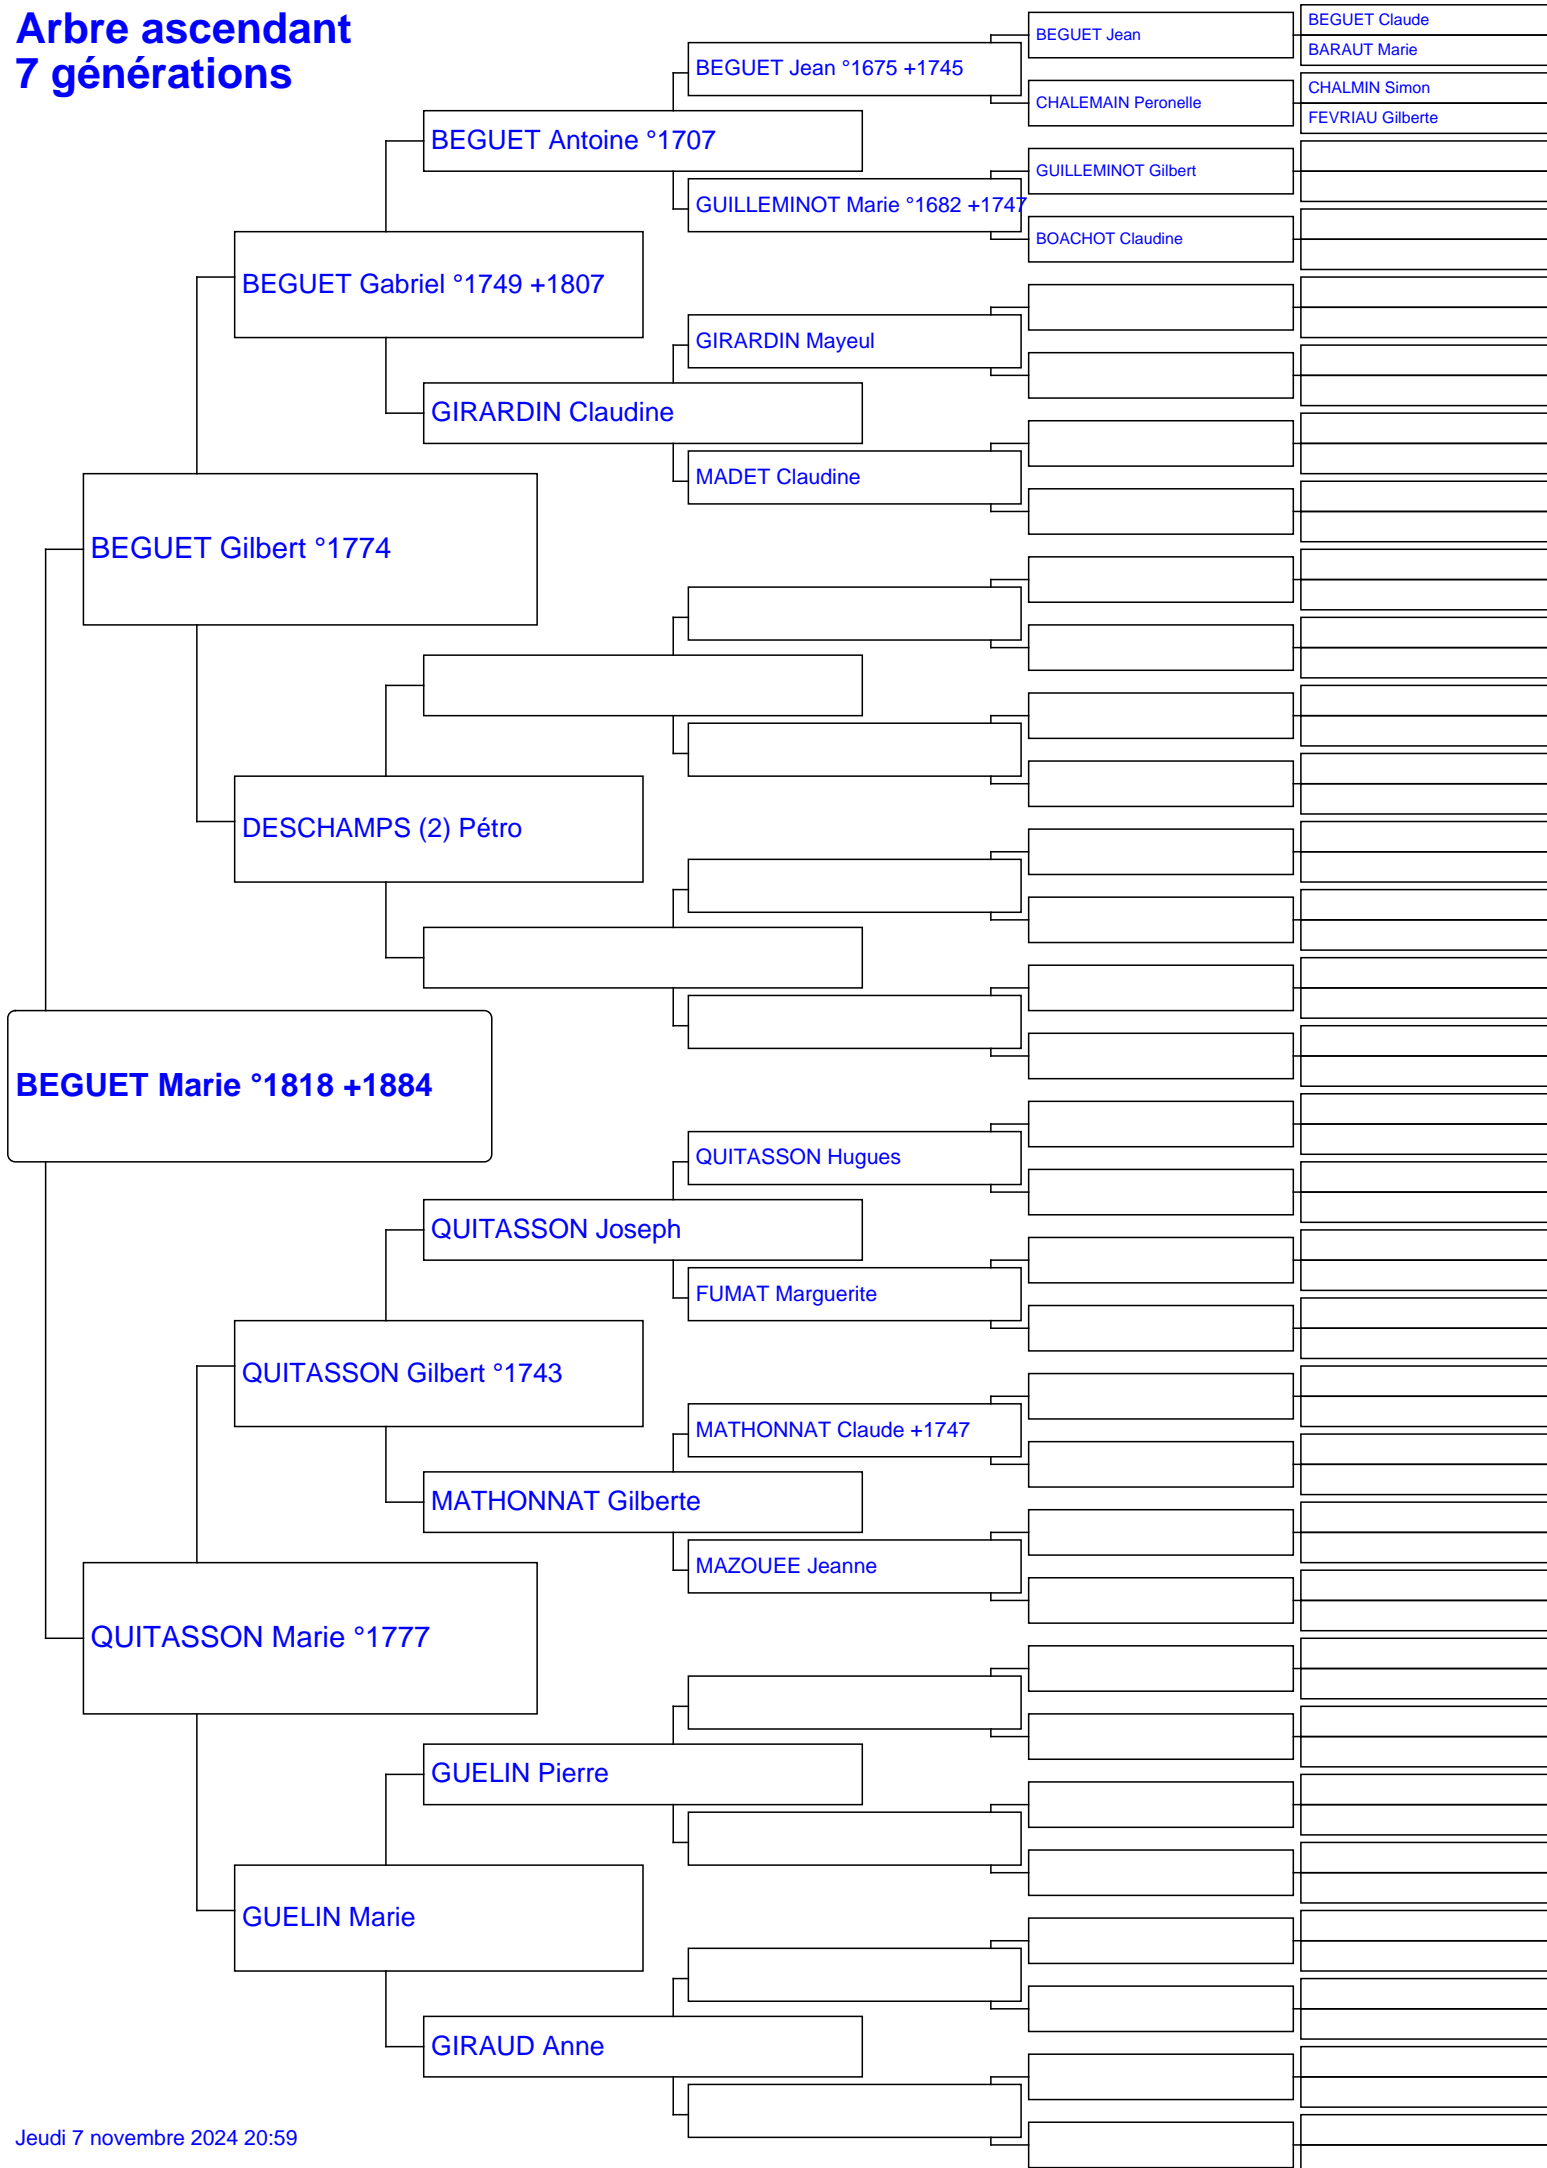 Arbre ascendant
7 générations
BEGUET Claude
BEGUET Jean
BARAUT Marie
BEGUET Jean °1675 +1745
CHALMIN Simon
CHALEMAIN Peronelle
FEVRIAU Gilberte
BEGUET Antoine °1707
GUILLEMINOT Gilbert
GUILLEMINOT Marie °1682 +1747
BOACHOT Claudine
BEGUET Gabriel °1749 +1807
GIRARDIN Mayeul
GIRARDIN Claudine
MADET Claudine
BEGUET Gilbert °1774
DESCHAMPS (2) Pétro
BEGUET Marie °1818 +1884
QUITASSON Hugues
QUITASSON Joseph
FUMAT Marguerite
QUITASSON Gilbert °1743
MATHONNAT Claude +1747
MATHONNAT Gilberte
MAZOUEE Jeanne
QUITASSON Marie °1777
GUELIN Pierre
GUELIN Marie
GIRAUD Anne
Jeudi 7 novembre 2024 20:59